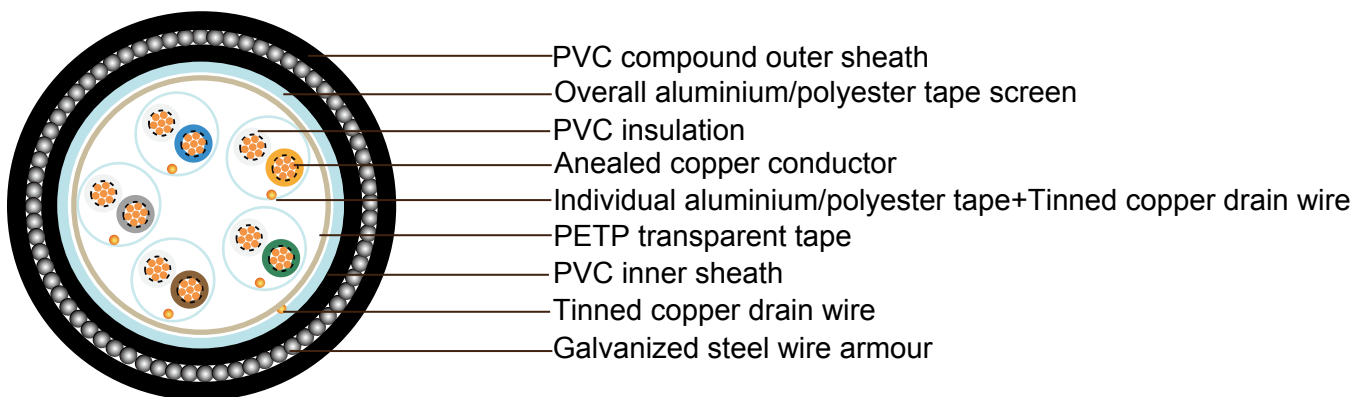 PVC compound outer sheath
Overall aluminium/polyester tape screen
PVC insulation
Anealed copper conductor
Individual aluminium/polyester tape+Tinned copper drain wire
PETP transparent tape
PVC inner sheath
Tinned copper drain wire
Galvanized steel wire armour